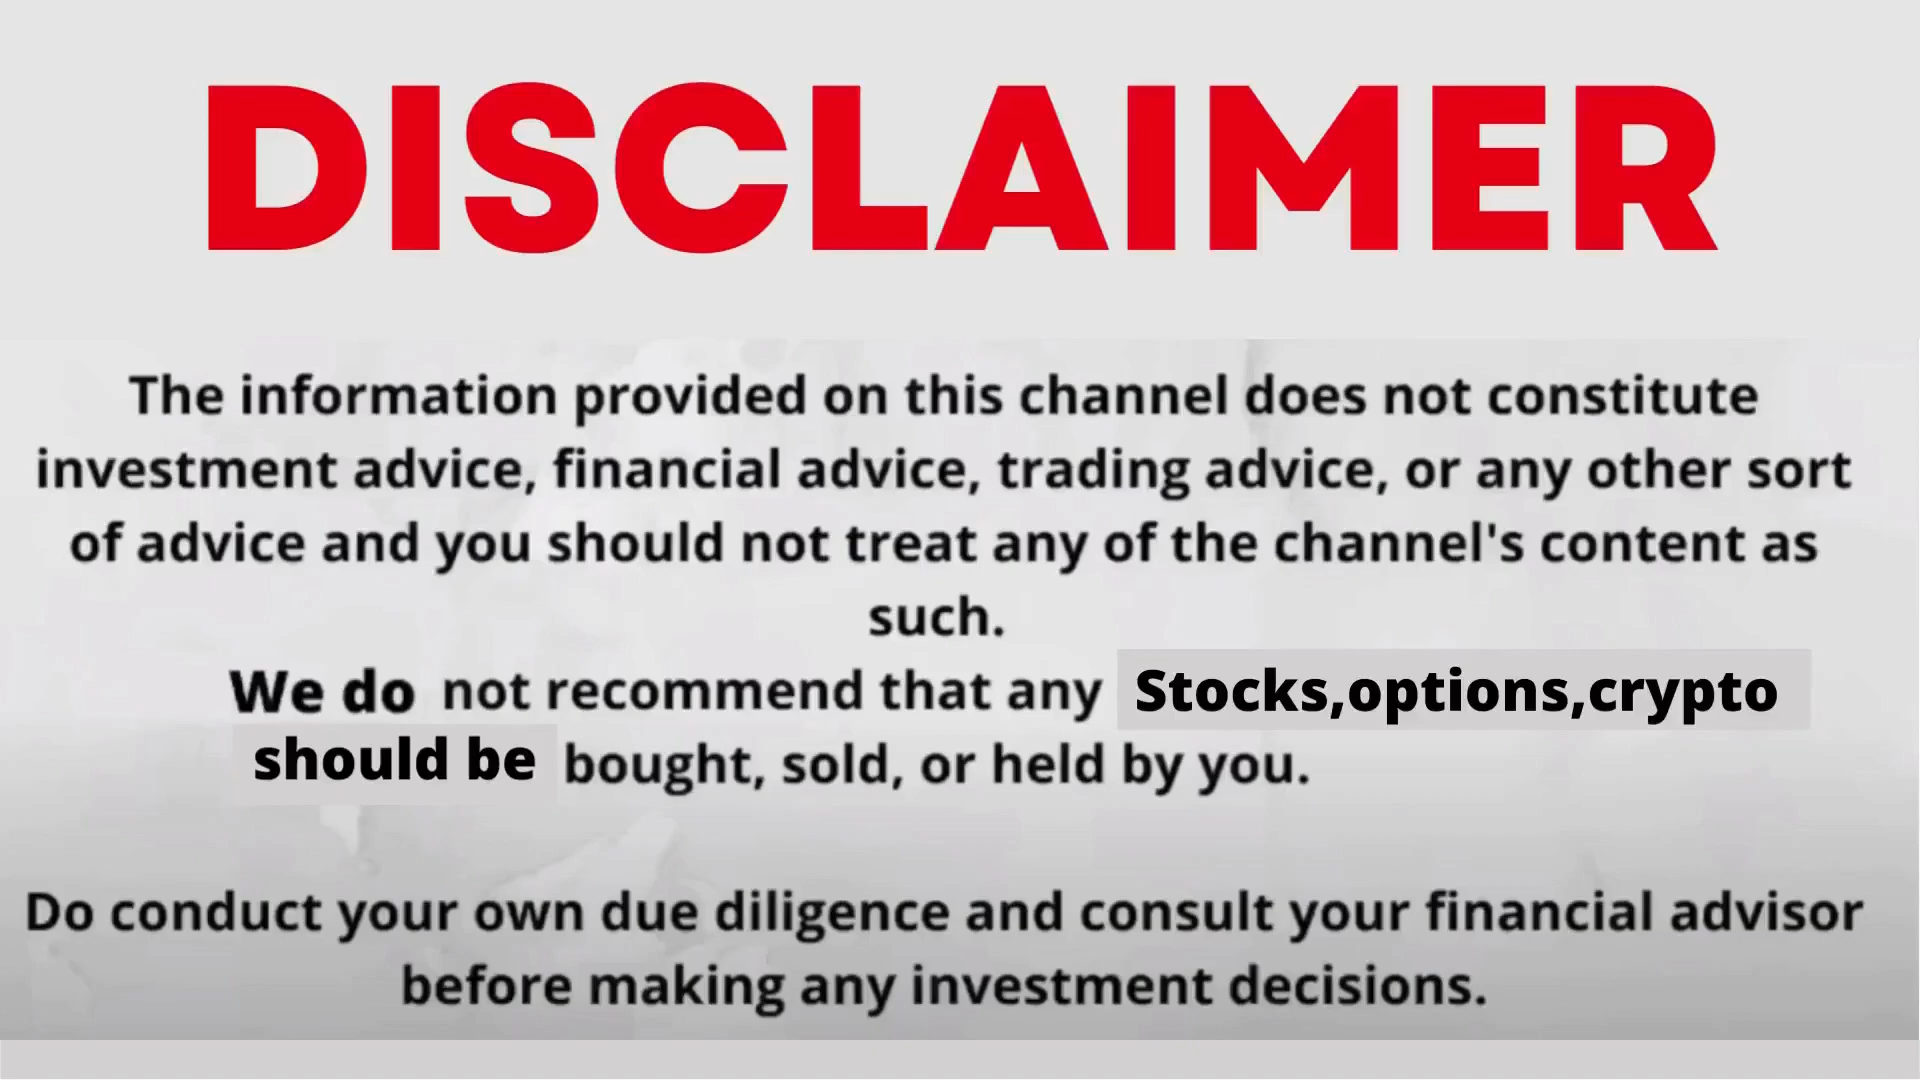 DISCLAIMER
The information provided on this channel does not constitute
investment advice, financial advice, trading advice, or any other sort
of advice and you should not treat any of the channel's content as
such.
We do not recommend that any Stocks,options,crypto
should be bought, sold, or held by you.
Do conduct your own due diligence and consult your financial advisor
before making any investment decisions.